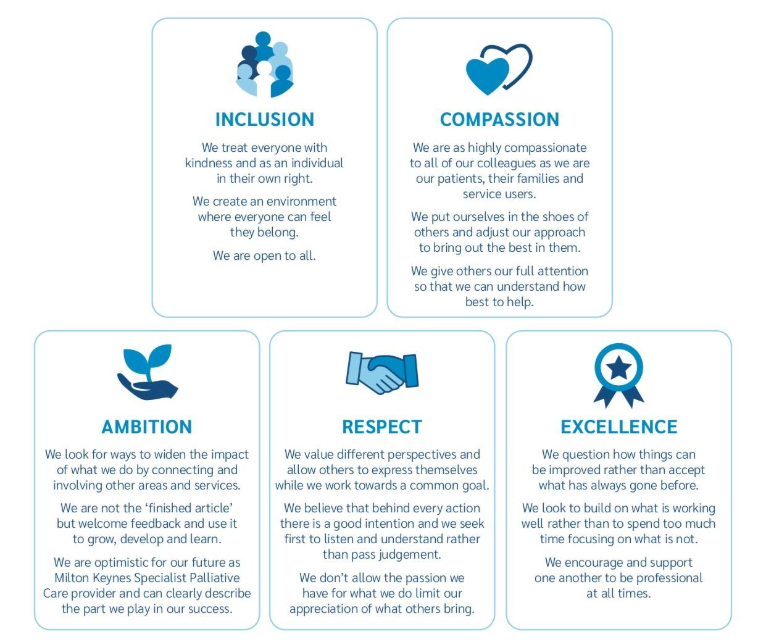 INCLUSION
We treat everyone with
kindness and as an individual
in their own right.
We create an environment
where everyone can feel
they belong.
We are open to all.
COMPASSION
We are as highly compassionate
to all of our colleagues as we are
our patients, their families and
service users.
We put ourselves in the shoes of
others and adjust our approach
to bring out the best in them.
We give others our full attention
so that we can understand how
best to help.
AMBITION
We look for ways to widen the impact
of what we do by connecting and
involving other areas and services.
We are not the ‘finished article’
but welcome feedback and use it
to grow, develop and learn.
We are optimistic for our future as
Milton Keynes Specialist Palliative
Care provider and can clearly describe
the part we play in our success.
RESPECT
We value different perspectives and
allow others to express themselves
while we work towards a common goal.
We believe that behind every action
there is a good intention and we seek
first to listen and understand rather
than pass judgement.
We don’t allow the passion we
have for what we do limit our
appreciation of what others bring.
EXCELLENCE
We question how things can
be improved rather than accept
what has always gone before.
We look to build on what is working
well rather than to spend too much
time focusing on what is not.
We encourage and support
one another to be professional
at all times.